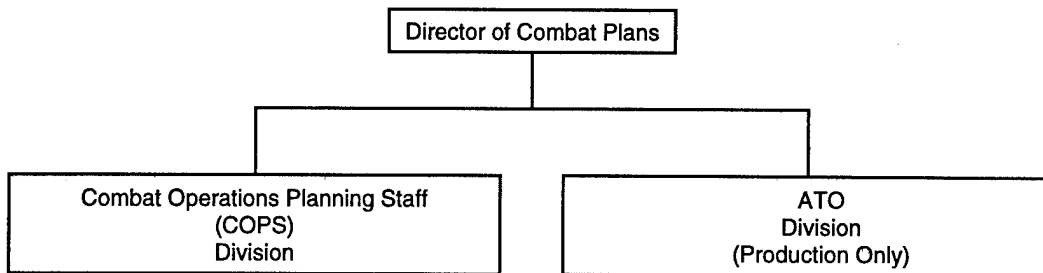 Director of Combat Plans
Combat Operations Planning Staff
(COPS)
Division
ATO
Division
(Production Only)